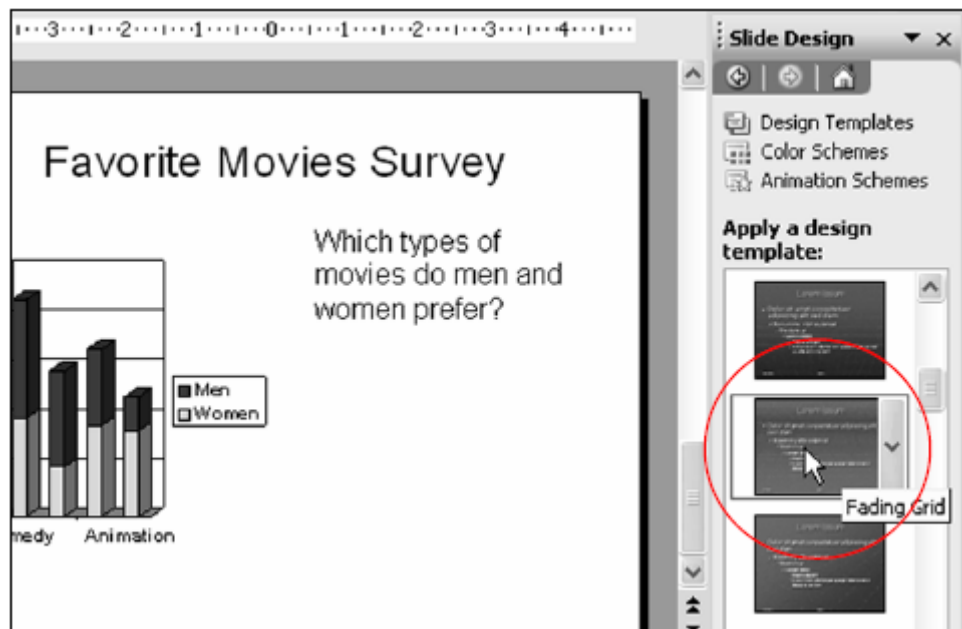 3 2 1 0 1 2 3 4
Slide Design
Design Templates
Color Schemes
Animation Schemes
Favorite Movies Survey
Which types of
movies do men and
women prefer?
Apply a design
template:
Men
Women
medy Animation
Fading Grid